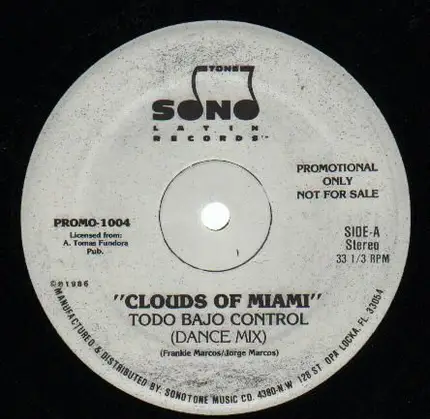 TONE
SONO
LATIN
RECORDS™
PROMOTIONAL
ONLY
NOT FOR SALE
PROMO-1004
Licensed from:
A. Tomas Fundora
Pub.
SIDE-A
Stereo
33 1/3 RPM
©℗1986
"CLOUDS OF MIAMI"
TODO BAJO CONTROL
(DANCE MIX)
(Frankie Marcos/Jorge Marcos)
MANUFACTURED & DISTRIBUTED BY: SONOTONE MUSIC CO. 4380-N W 128 ST OPA LOCKA, FL. 33054